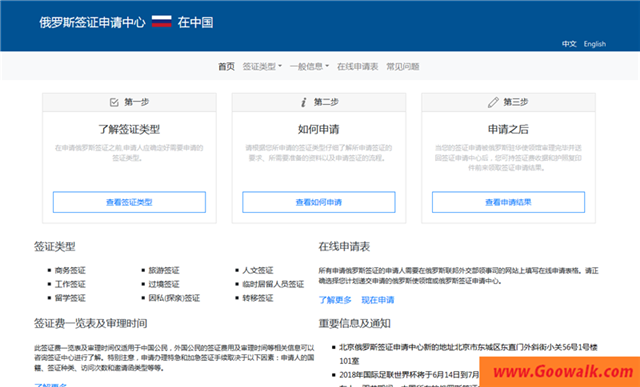 俄罗斯签证申请中心 在中国
中文 English
首页 签证类型 一般信息 在线申请表 常见问题
第一步
了解签证类型
在申请俄罗斯签证之前,申请人应确定好需要申请的
签证类型。
查看签证类型
第二步
如何申请
请根据您所申请的签证类型仔细了解所申请签证的
要求、所需要准备的资料以及申请签证的流程。
查看如何申请
第三步
申请之后
当您的签证申请被俄罗斯驻华使领馆审理完毕并送
回签证申请中心后，您可持签证费收据和护照复印
件前来领取签证申请结果。
查看申请结果
签证类型
商务签证 旅游签证 人文签证
工作签证 过境签证 临时居留人员签证
留学签证 因私(探亲)签证 转移签证
在线申请表
所有申请俄罗斯签证的申请人需要在俄罗斯联邦外交部领事司的网站上填写在线申请表格。请正
确选择您计划递交申请的俄罗斯使领馆或俄罗斯签证申请中心。
了解更多 现在申请
签证费一览表及审理时间
此签证费一览表及审理时间仅适用于中国公民，外国公民的签证费用及审理时间等相关信息可以
咨询签证中心进行了解。特别注意，申请办理特急和加急签证手续取决于以下因素：申请人的国
籍、签证种类、访问次数和邀请函类型等等。
了解更多
重要信息及通知
北京俄罗斯签证申请中心新的地址北京市东城区东直门外斜街小关56号1号楼
101室
2018年国际足联世界杯将于6月14日到7月
www.Goowalk.com